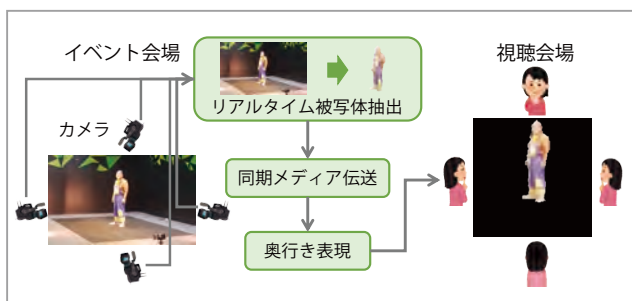 イベント会場
視聴会場
リアルタイム被写体抽出
カメラ
同期メディア伝送
奥行き表現